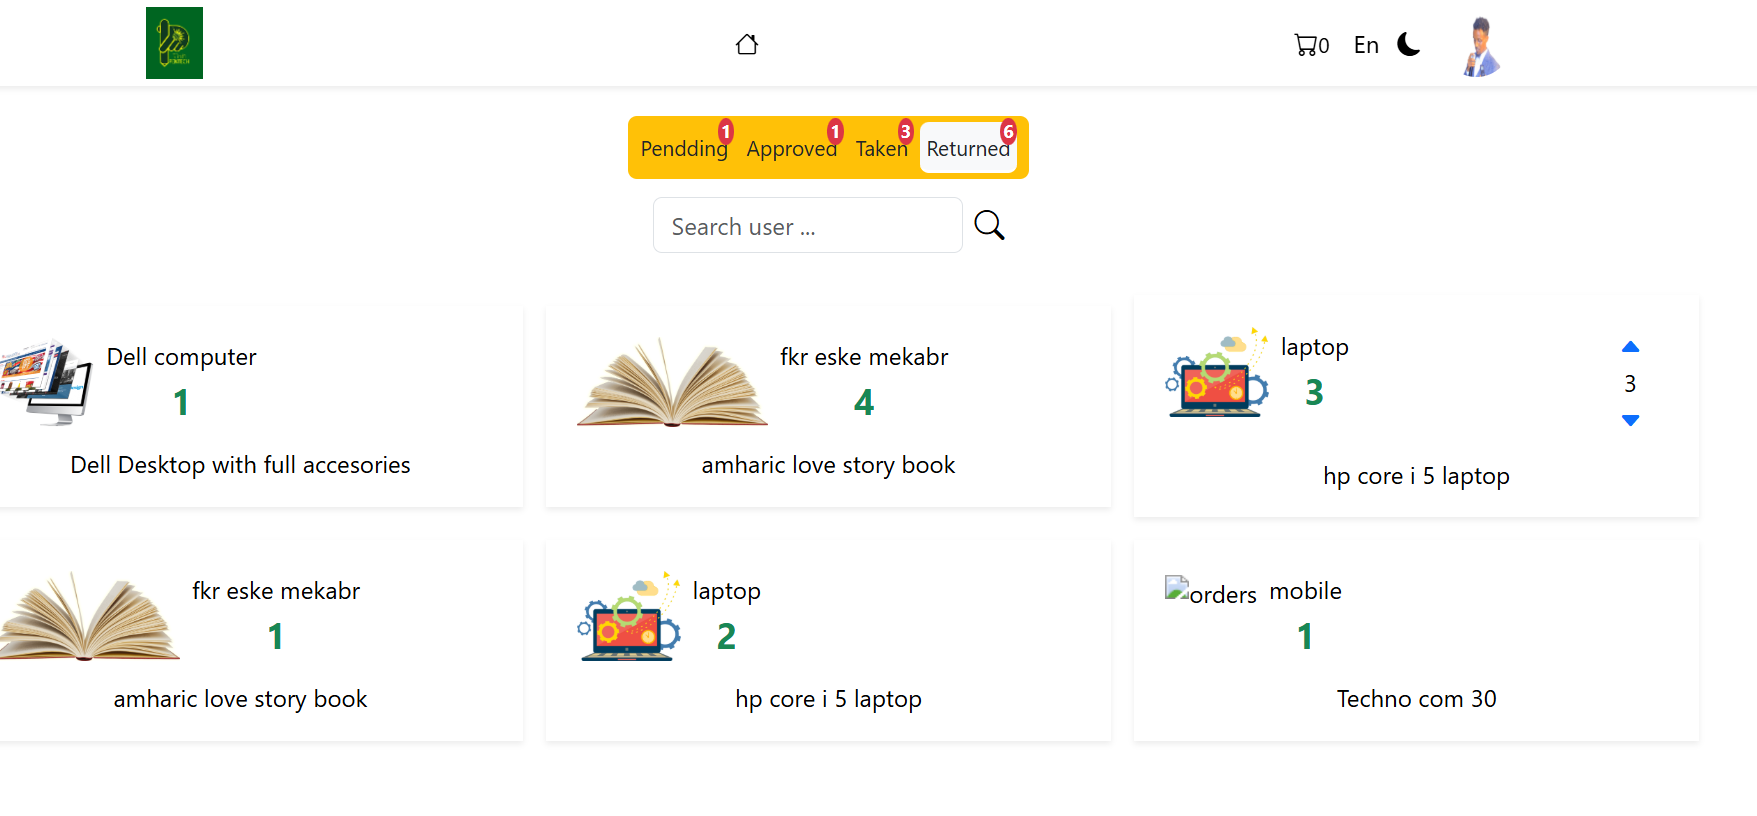 0 En
Pendding 1 Approved 1 Taken 3 Returned 6
Search user ...
Dell computer
1
Dell Desktop with full accesories
fkr eske mekabr
4
amharic love story book
laptop
3
3
hp core i 5 laptop
fkr eske mekabr
1
amharic love story book
laptop
2
hp core i 5 laptop
orders mobile
1
Techno com 30